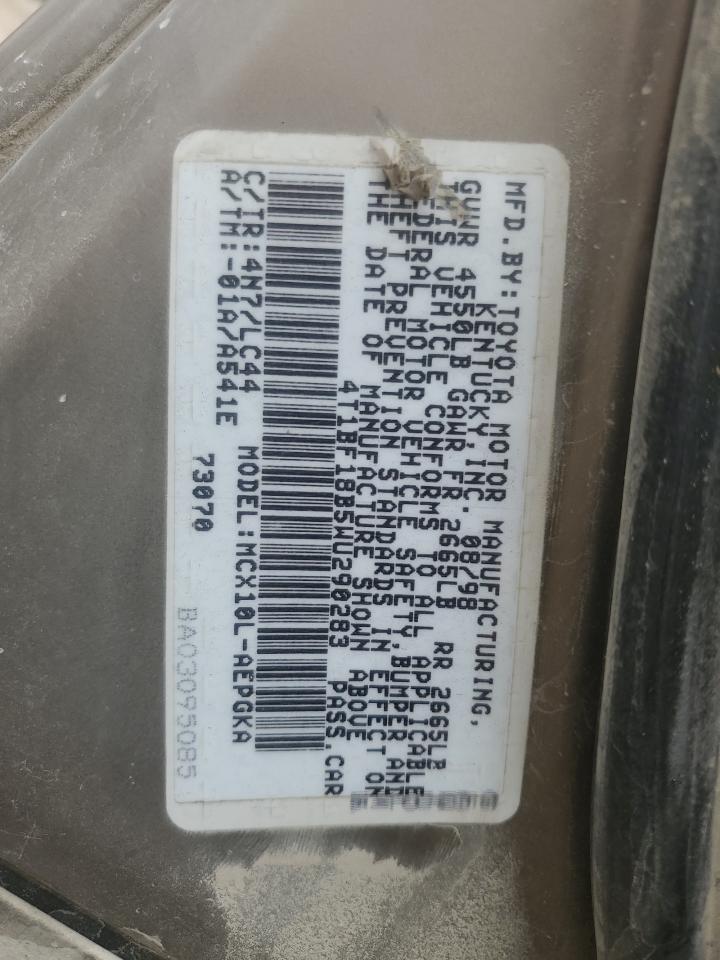 MFD.BY:TOYOTA MOTOR MANUFACTURING,
KENTUCKY,INC. 08/98
GVWR 4550LB GAWR FR 2665LB RR 2665LB
THIS VEHICLE CONFORMS TO ALL APPLICABLE
FEDERAL MOTOR VEHICLE SAFETY,BUMPER AND
THEFT PREVENTION STANDARDS IN EFFECT ON
THE DATE OF MANUFACTURE SHOWN ABOVE.
4T1BF18B5WU290283 PASS.CAR
C/TR:4N7/LC44 MODEL:MCX10L-AEPGKA
A/TM:-01A/A541E 73070
BA03095085